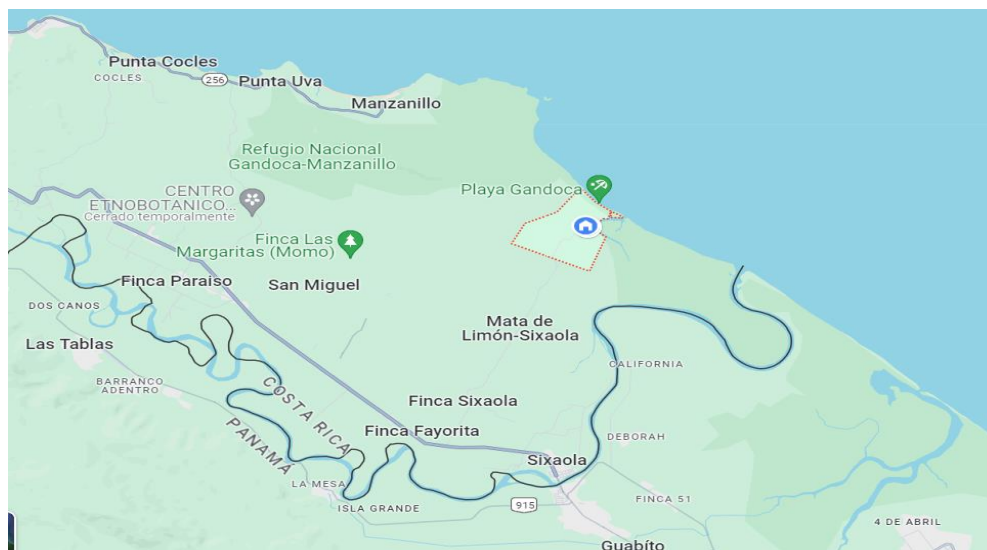 Punta Cocles
COCLES
256
Punta Uva
Manzanillo
Refugio Nacional
Gandoca-Manzanillo
Playa Gandoca
CENTRO
ETNOBOTANICO...
Cerrado temporalmente
Finca Las
Margaritas (Momo)
Finca Paraiso
San Miguel
DOS CANOS
Mata de
Limón-Sixaola
Las Tablas
CALIFORNIA
BARRANCO
ADENTRO
COSTA RICA
PANAMÁ
Finca Sixaola
Finca Fayorita
DEBORAH
Sixaola
LA MESA
ISLA GRANDE
915
FINCA 51
4 DE ABRIL
Guabíto